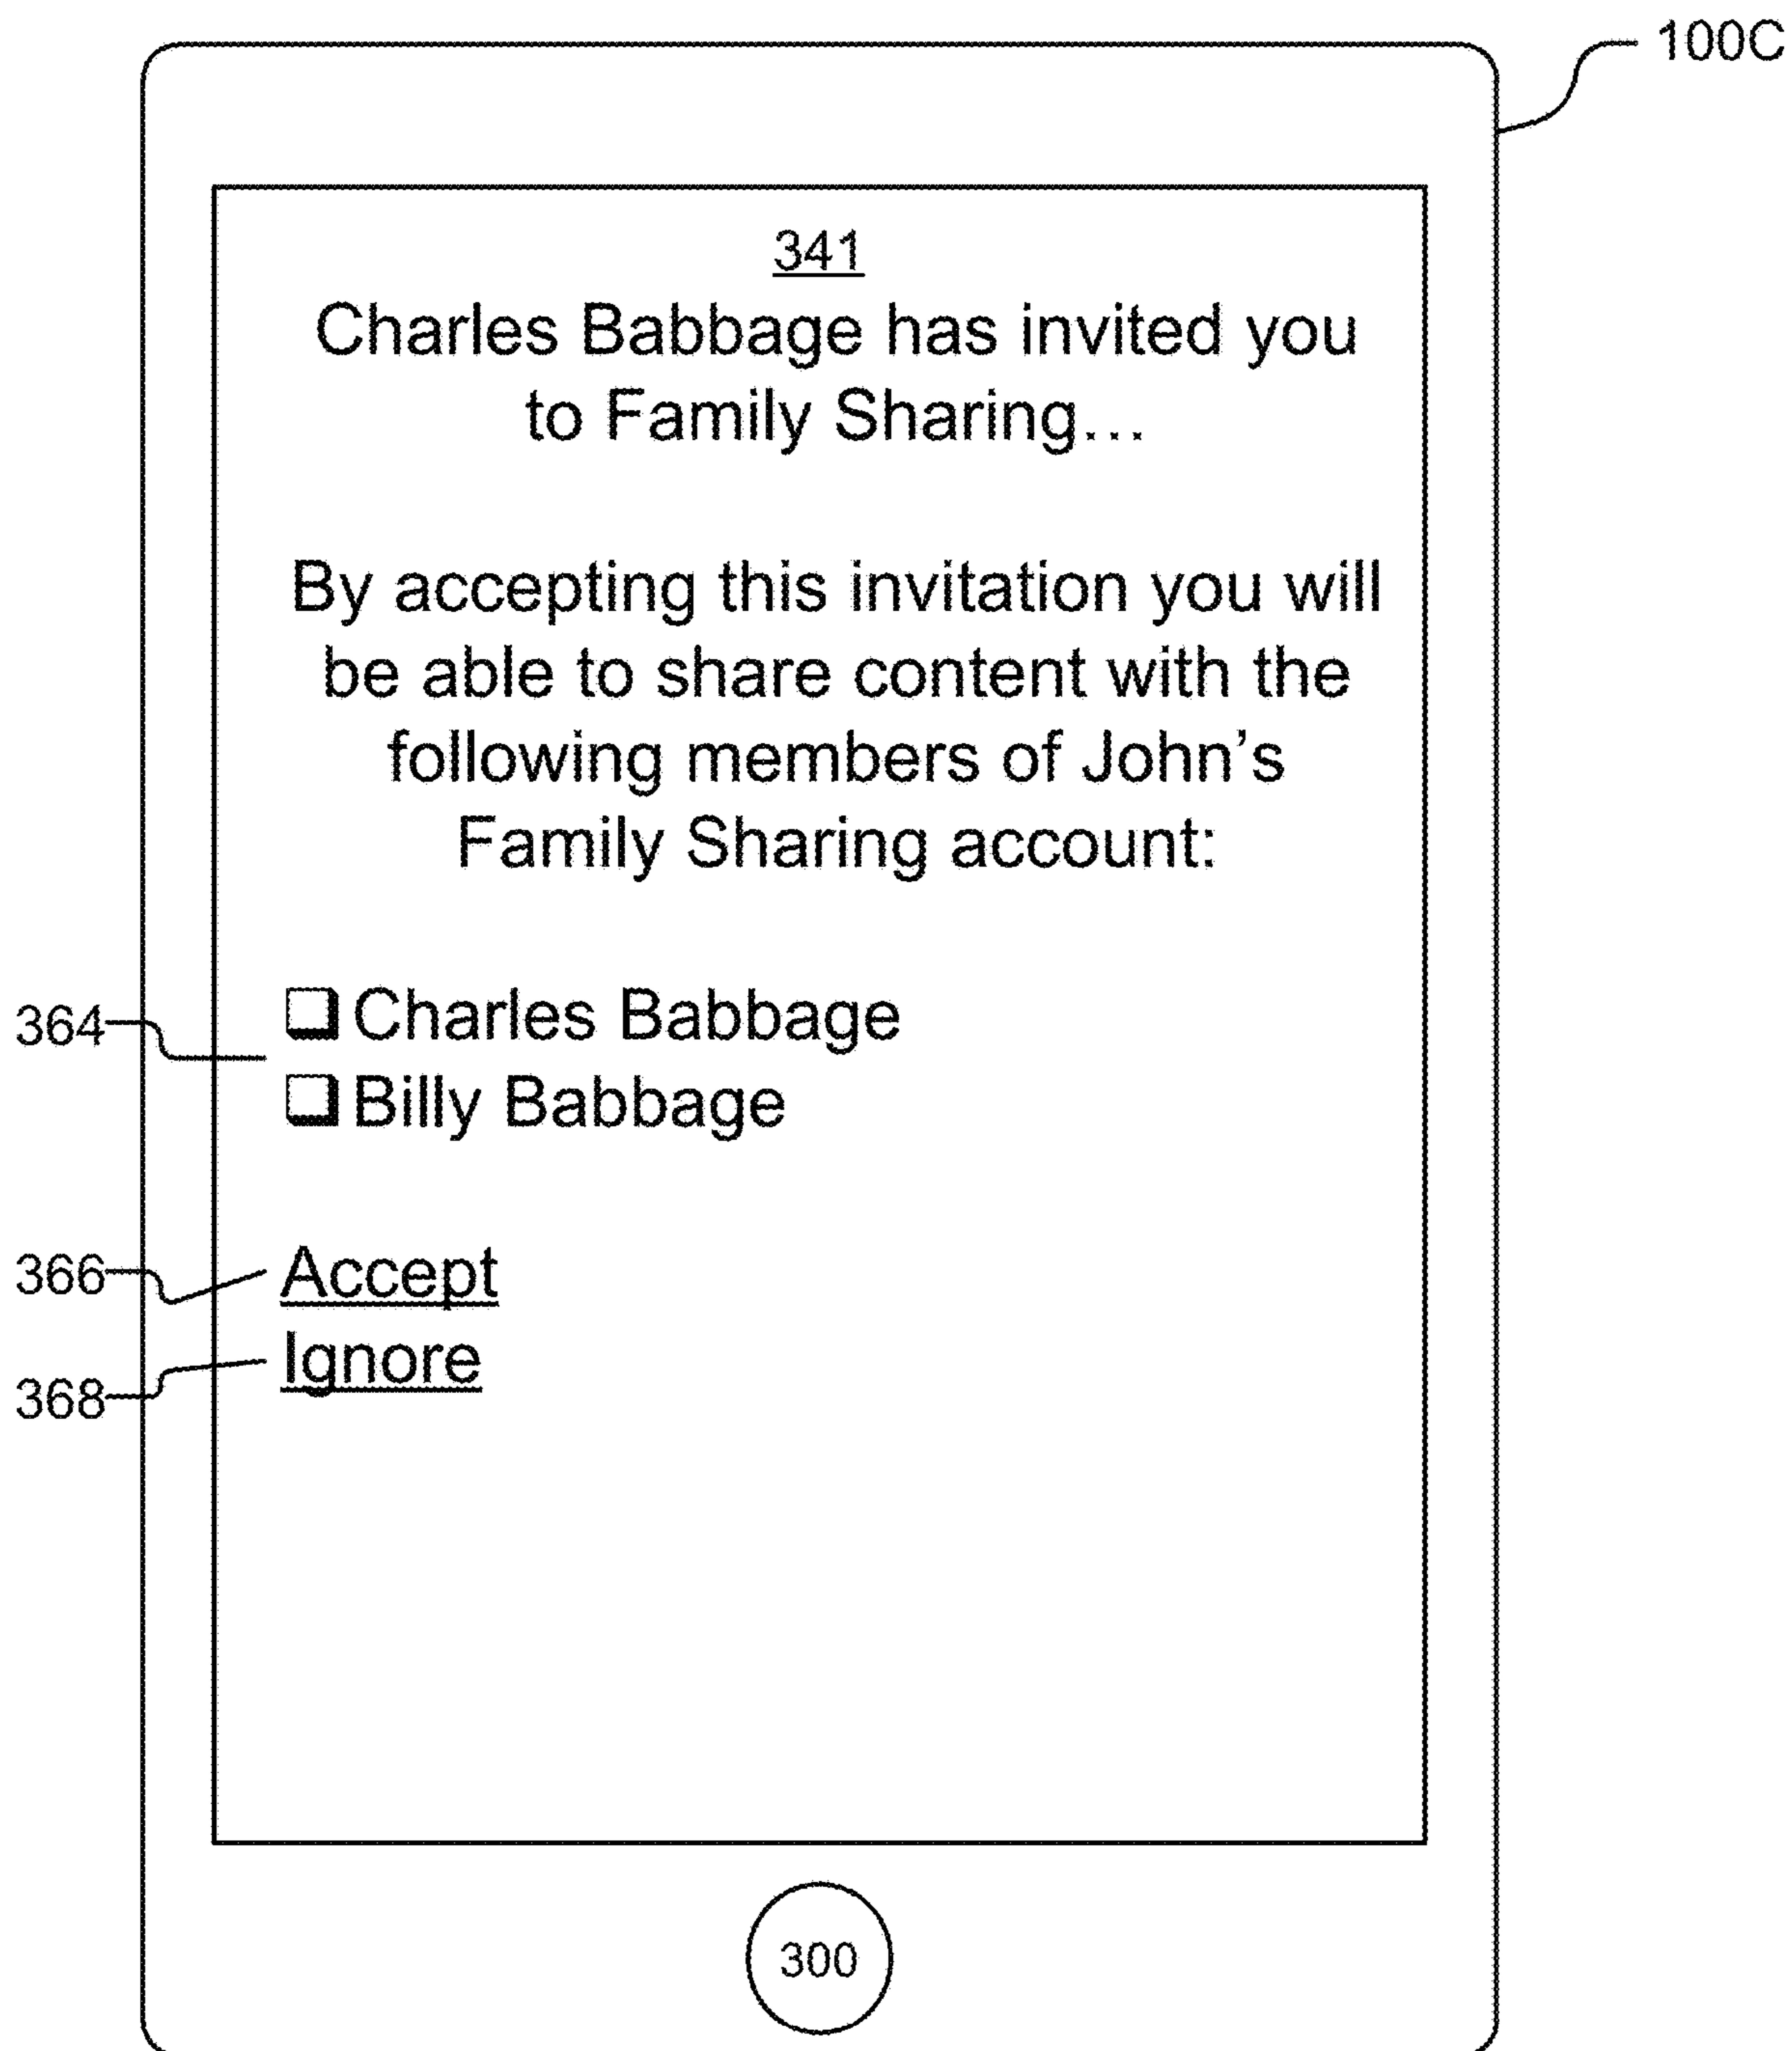 100C
341
Charles Babbage has invited you
to Family Sharing...
By accepting this invitation you will
be able to share content with the
following members of John's
Family Sharing account:
364
❏ Charles Babbage
❏ Billy Babbage
366
Accept
Ignore
368
300